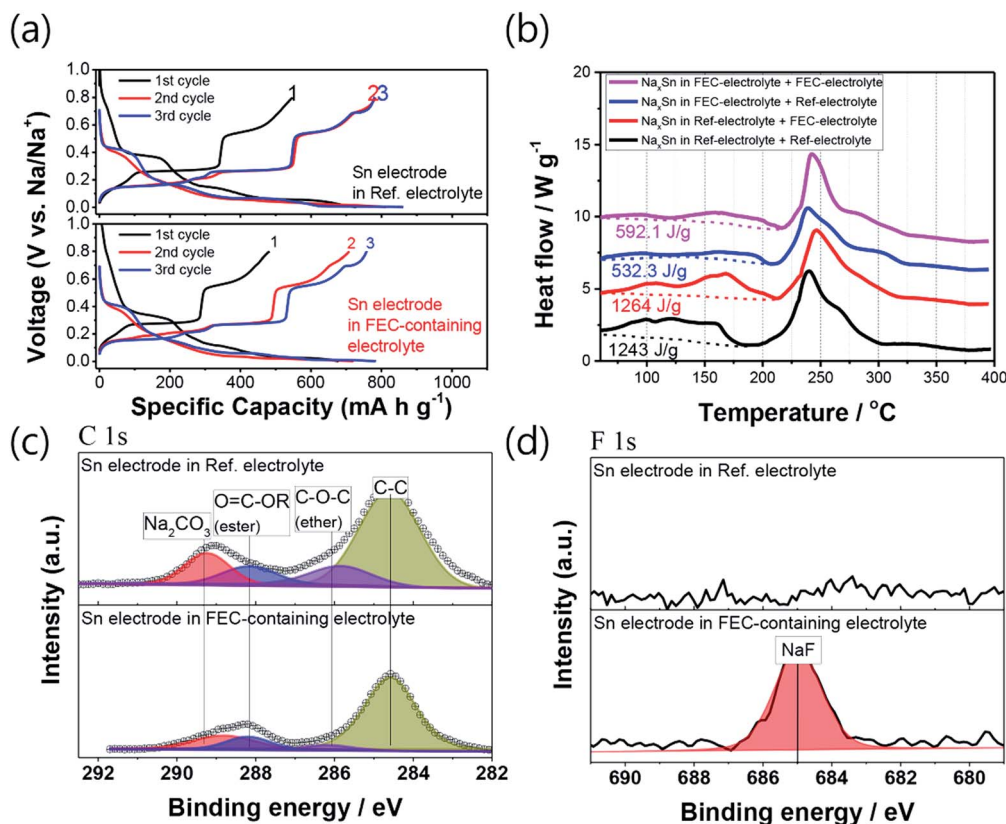 (a)
1.0
0.8
0.6
0.4
0.2
0.0
1st cycle
2nd cycle
3rd cycle
1
2
3
Sn electrode
in Ref. electrolyte
1.0
0.8
0.6
0.4
0.2
0.0
1st cycle
2nd cycle
3rd cycle
1
2
3
Sn electrode
in FEC-containing
electrolyte
0 200 400 600 800 1000
Voltage (V vs. Na/Na⁺)
Specific Capacity (mA h g⁻¹)
(b)
20
15
10
5
0
NaₓSn in FEC-electrolyte + FEC-electrolyte
NaₓSn in FEC-electrolyte + Ref-electrolyte
NaₓSn in Ref-electrolyte + FEC-electrolyte
NaₓSn in Ref-electrolyte + Ref-electrolyte
592.1 J/g
532.3 J/g
1264 J/g
1243 J/g
100 150 200 250 300 350 400
Heat flow / W g⁻¹
Temperature / °C
(c)
C 1s
Sn electrode in Ref. electrolyte
Na₂CO₃
O=C-OR
(ester)
C-O-C
(ether)
C-C
Sn electrode in FEC-containing electrolyte
292 290 288 286 284 282
Intensity (a.u.)
Binding energy / eV
(d)
F 1s
Sn electrode in Ref. electrolyte
Sn electrode in FEC-containing electrolyte
NaF
690 688 686 684 682 680
Intensity (a.u.)
Binding energy / eV